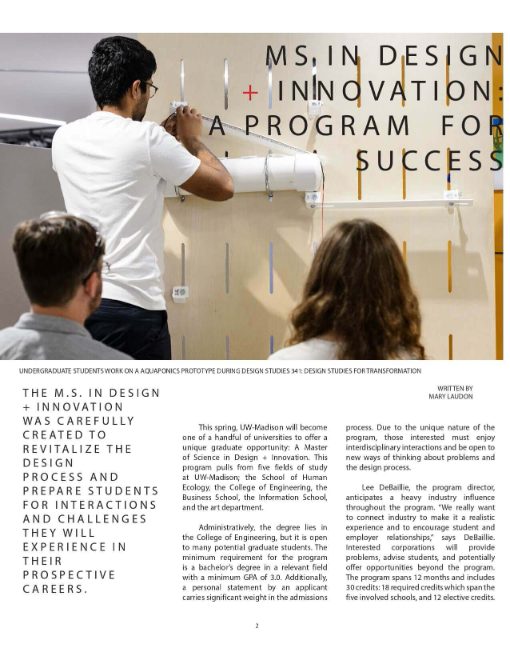 MS IN DESIGN
+ INNOVATION:
A PROGRAM FOR
SUCCESS
UNDERGRADUATE STUDENTS WORK ON A AQUAPONICS PROTOTYPE DURING DESIGN STUDIES 341: DESIGN STUDIES FOR TRANSFORMATION
THE M.S. IN DESIGN
+ INNOVATION
WAS CAREFULLY
CREATED TO
REVITALIZE THE
DESIGN
PROCESS AND
PREPARE STUDENTS
FOR INTERACTIONS
AND CHALLENGES
THEY WILL
EXPERIENCE IN
THEIR
PROSPECTIVE
CAREERS.
WRITTEN BY
MARY LAUDON
This spring, UW-Madison will become
one of a handful of universities to offer a
unique graduate opportunity: A Master
of Science in Design + Innovation. This
program pulls from five fields of study
at UW-Madison; the School of Human
Ecology, the College of Engineering, the
Business School, the Information School,
and the art department.
Administratively, the degree lies in
the College of Engineering, but it is open
to many potential graduate students. The
minimum requirement for the program
is a bachelor's degree in a relevant field
with a minimum GPA of 3.0. Additionally,
a personal statement by an applicant
carries significant weight in the admissions
process. Due to the unique nature of the
program, those interested must enjoy
interdisciplinary interactions and be open to
new ways of thinking about problems and
the design process.
Lee DeBaillie, the program director,
anticipates a heavy industry influence
throughout the program. "We really want
to connect industry to make it a realistic
experience and to encourage student and
employer relationships," says DeBaillie.
Interested corporations will provide
problems, advise students, and potentially
offer opportunities beyond the program.
The program spans 12 months and includes
30 credits: 18 required credits which span the
five involved schools, and 12 elective credits.
2